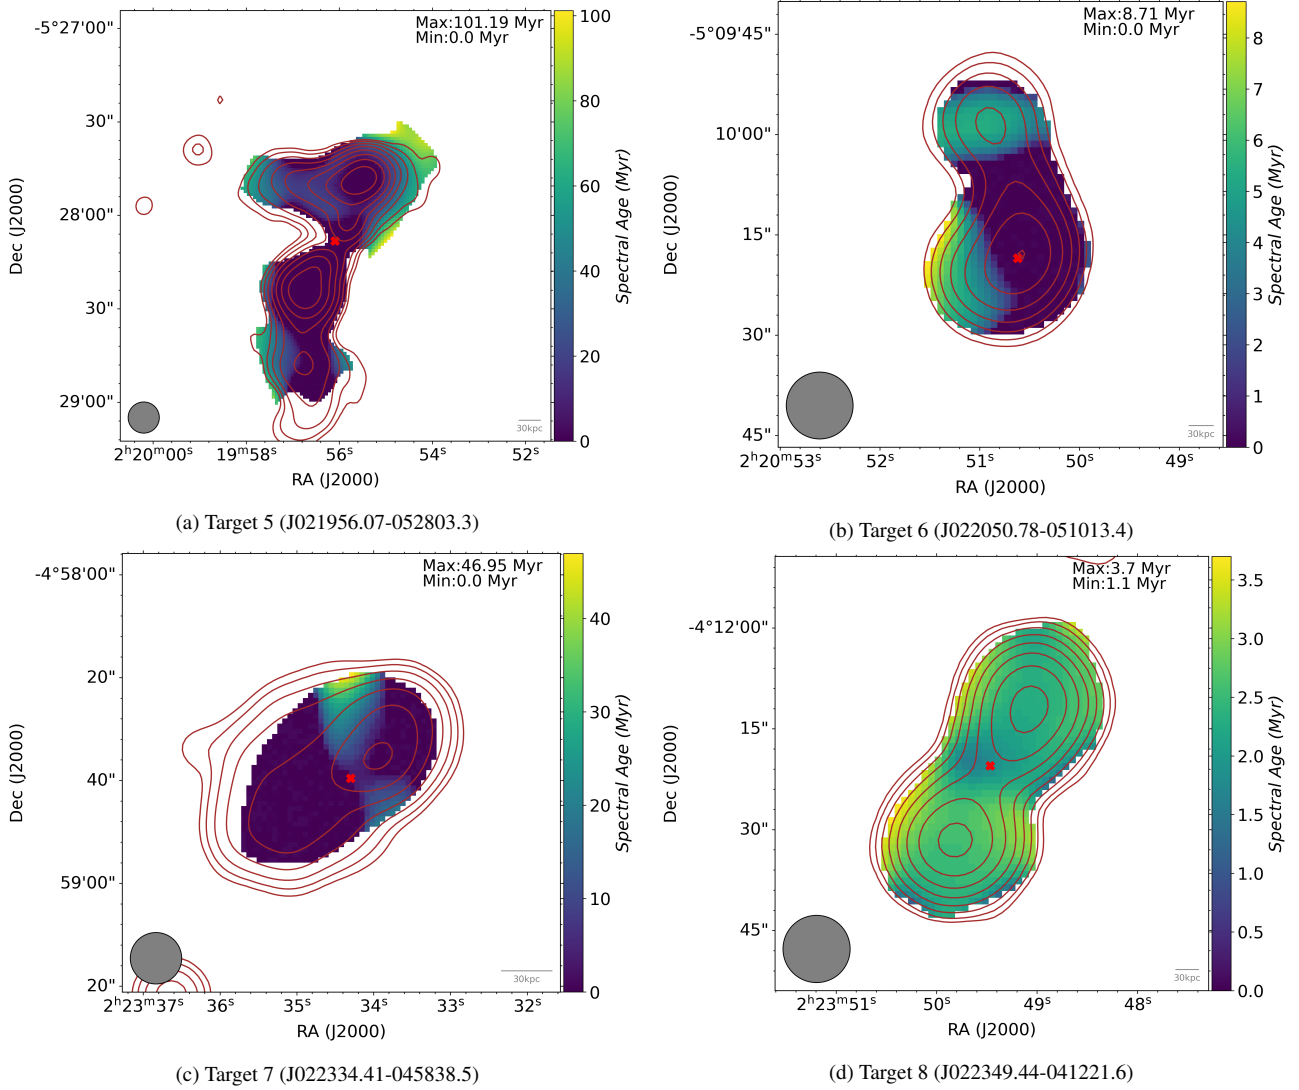 Max:101.19 Myr
Min:0.0 Myr
-5°27'00"
30"
28'00"
30"
29'00"
Dec (J2000)
2ʰ20ᵐ00ˢ 19ˢ58ˢ 56ˢ 54ˢ 52ˢ
RA (J2000)
30kpc
100
80
60
40
20
0
Spectral Age (Myr)
(a) Target 5 (J021956.07-052803.3)
Max:8.71 Myr
Min:0.0 Myr
-5°09'45"
10'00"
15"
30"
45"
Dec (J2000)
2ʰ20ᵐ53ˢ 52ˢ 51ˢ 50ˢ 49ˢ
RA (J2000)
30kpc
8
7
6
5
4
3
2
1
0
Spectral Age (Myr)
(b) Target 6 (J022050.78-051013.4)
Max:46.95 Myr
Min:0.0 Myr
-4°58'00"
20"
40"
59'00"
20"
Dec (J2000)
2ʰ23ᵐ37ˢ 36ˢ 35ˢ 34ˢ 33ˢ 32ˢ
RA (J2000)
30kpc
40
30
20
10
0
Spectral Age (Myr)
(c) Target 7 (J022334.41-045838.5)
Max:3.7 Myr
Min:1.1 Myr
-4°12'00"
15"
30"
45"
Dec (J2000)
2ʰ23ᵐ51ˢ 50ˢ 49ˢ 48ˢ
RA (J2000)
30kpc
3.5
3.0
2.5
2.0
1.5
1.0
0.5
0.0
Spectral Age (Myr)
(d) Target 8 (J022349.44-041221.6)